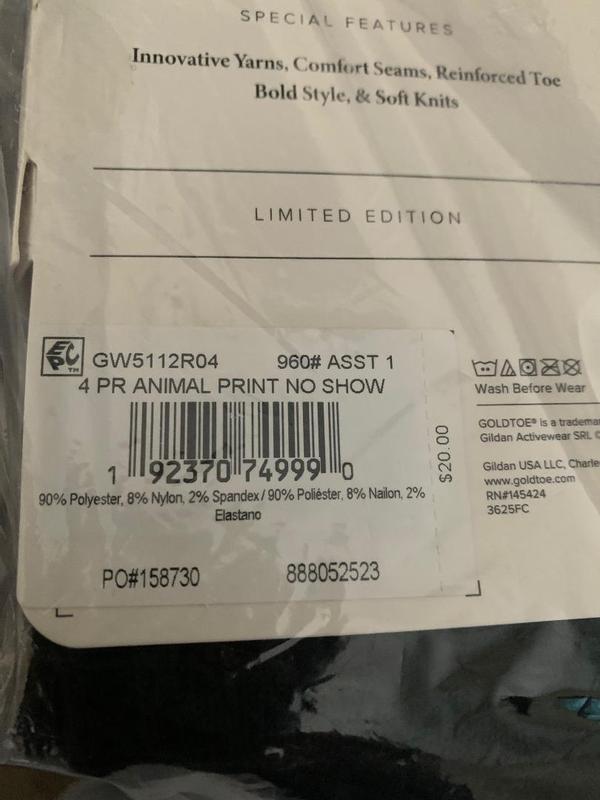 SPECIAL FEATURES
Innovative Yarns, Comfort Seams, Reinforced Toe
Bold Style, & Soft Knits
LIMITED EDITION
EPC™ GW5112R04 960# ASST 1
4 PR ANIMAL PRINT NO SHOW
1 92370 74999 0
$20.00
90% Polyester, 8% Nylon, 2% Spandex/ 90% Poliéster, 8% Nailon, 2%
Elastano
PO#158730 888052523
Wash Before Wear
GOLDTOE® is a
Gildan Activewear SRL
Gildan USA LLC,
www.goldtoe.com
RN#145424
3625FC